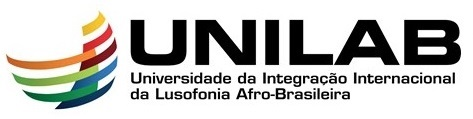 UNILAB
Universidade da Integração Internacional
da Lusofonia Afro-Brasileira